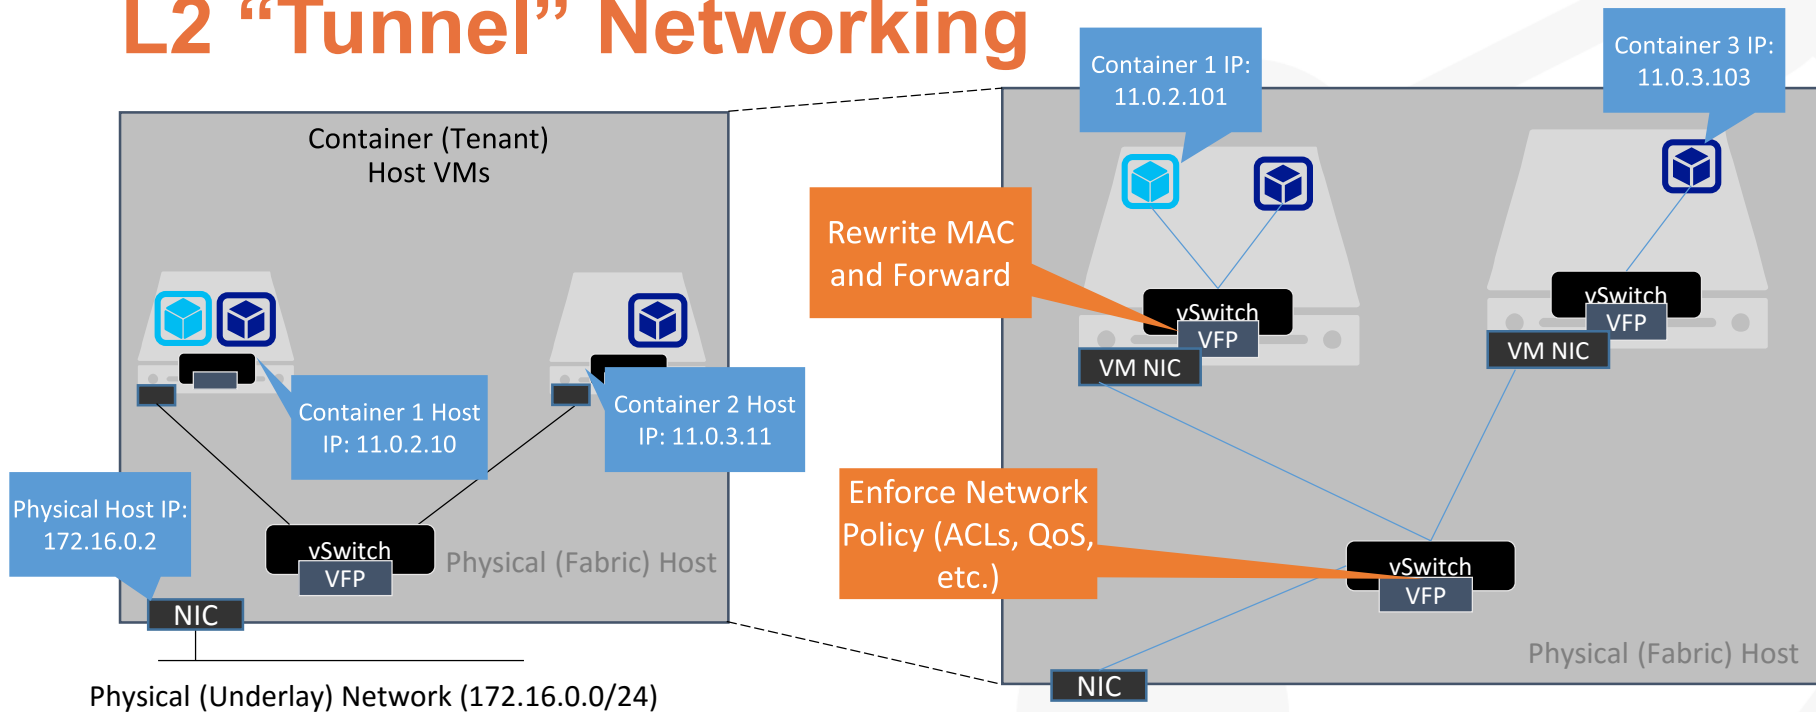 L2 “Tunnel” Networking
Container (Tenant)
Host VMs
Container 1 Host
IP: 11.0.2.10
Container 2 Host
IP: 11.0.3.11
Physical Host IP:
172.16.0.2
vSwitch
VFP
Physical (Fabric) Host
NIC
Physical (Underlay) Network (172.16.0.0/24)
Container 1 IP:
11.0.2.101
Container 3 IP:
11.0.3.103
Rewrite MAC
and Forward
vSwitch
VFP
VM NIC
vSwitch
VFP
VM NIC
Enforce Network
Policy (ACLs, QoS,
etc.)
vSwitch
VFP
Physical (Fabric) Host
NIC